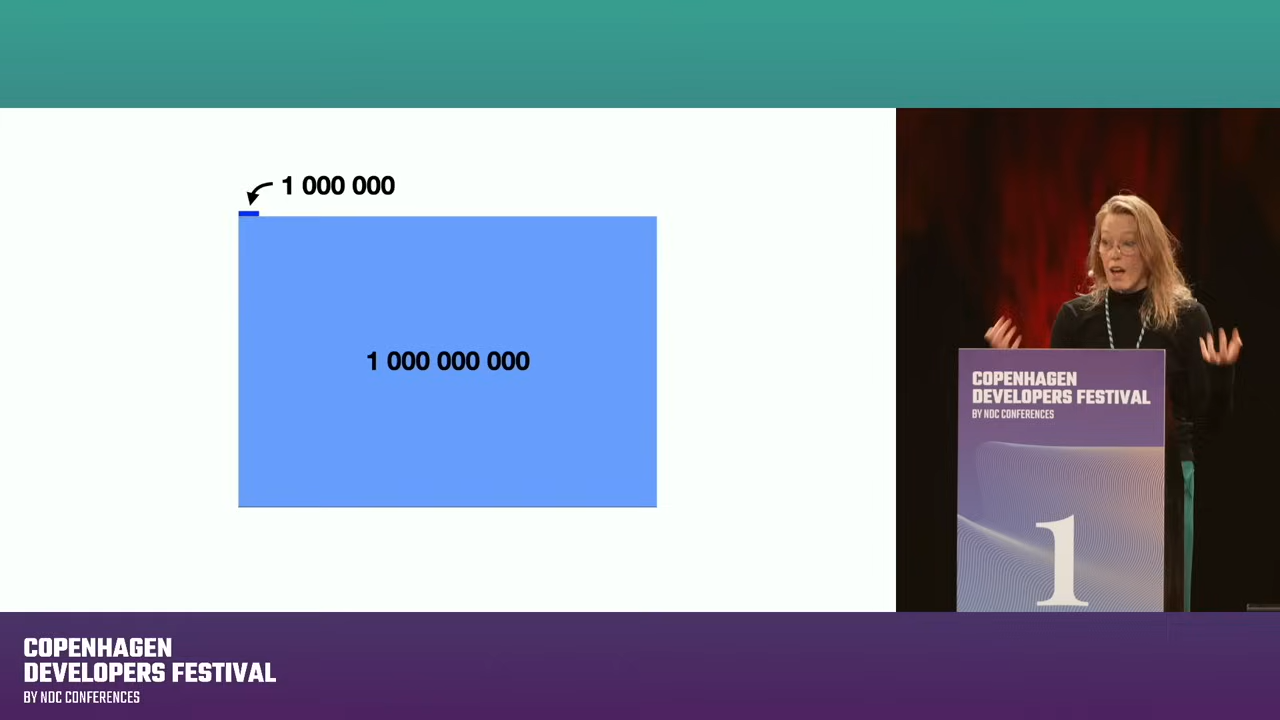 1 000 000
1 000 000 000
COPENHAGEN
DEVELOPERS FESTIVAL
BY NDC CONFERENCES
1
COPENHAGEN
DEVELOPERS FESTIVAL
BY NDC CONFERENCES